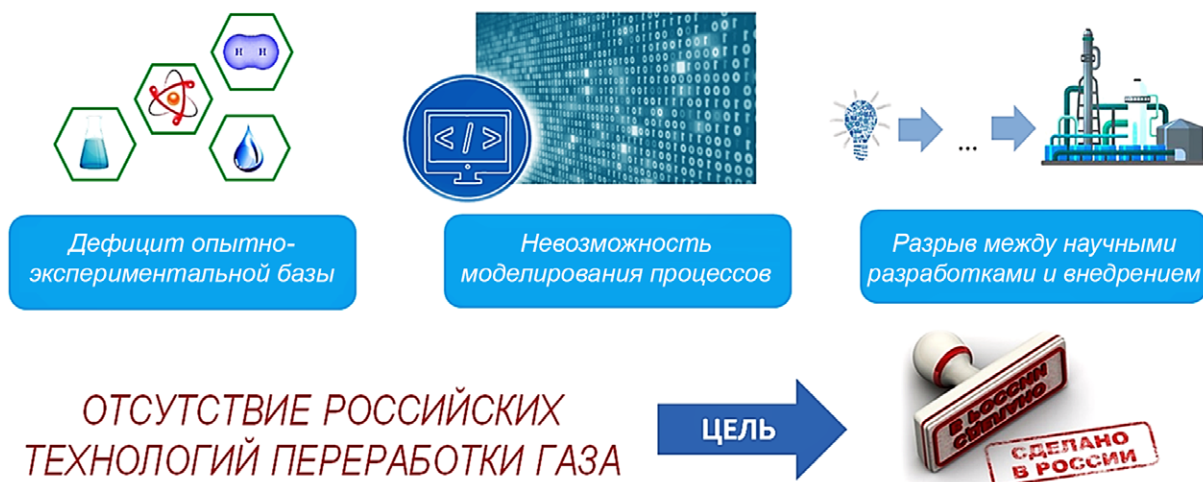 H H
</>
...
Дефицит опытно-
экспериментальной базы
Невозможность
моделирования процессов
Разрыв между научными
разработками и внедрением
ОТСУТСТВИЕ РОССИЙСКИХ
ТЕХНОЛОГИЙ ПЕРЕРАБОТКИ ГАЗА
ЦЕЛЬ
СДЕЛАНО
В РОССИИ